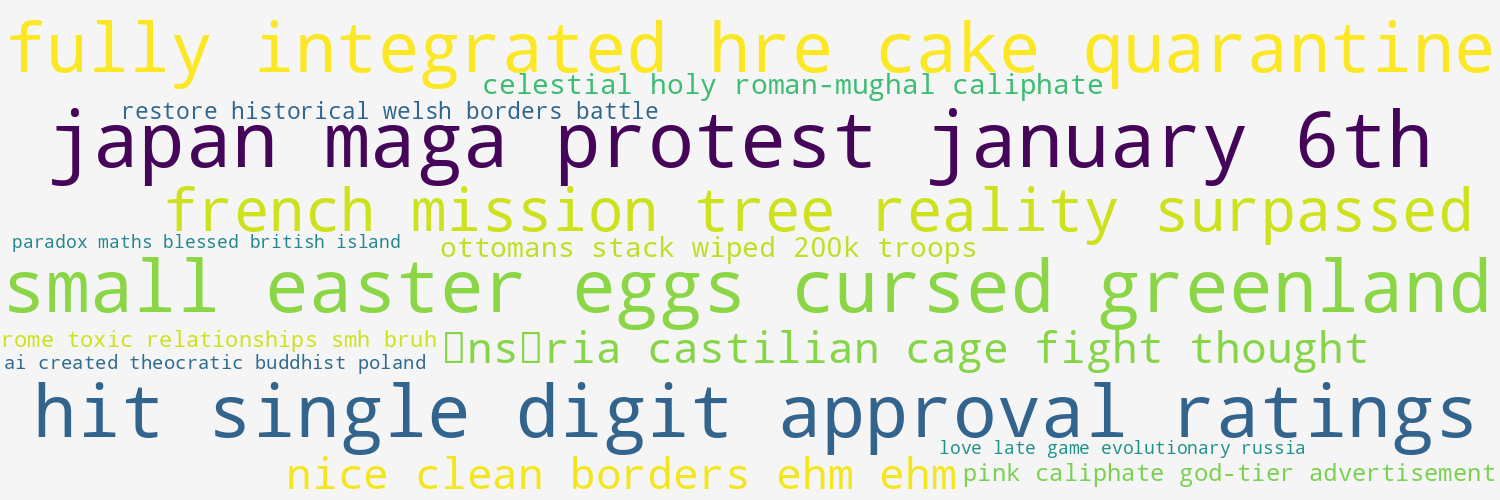 fully integrated hre cake quarantine
celestial holy roman-mughal caliphate
restore historical welsh borders battle
japan maga protest january 6th
french mission tree reality surpassed
paradox maths blessed british island
ottomans stack wiped 200k troops
small easter eggs cursed greenland
rome toxic relationships smh bruh
▯ns▯ria castilian cage fight thought
ai created theocratic buddhist poland
hit single digit approval ratings
love late game evolutionary russia
nice clean borders ehm ehm
pink caliphate god-tier advertisement